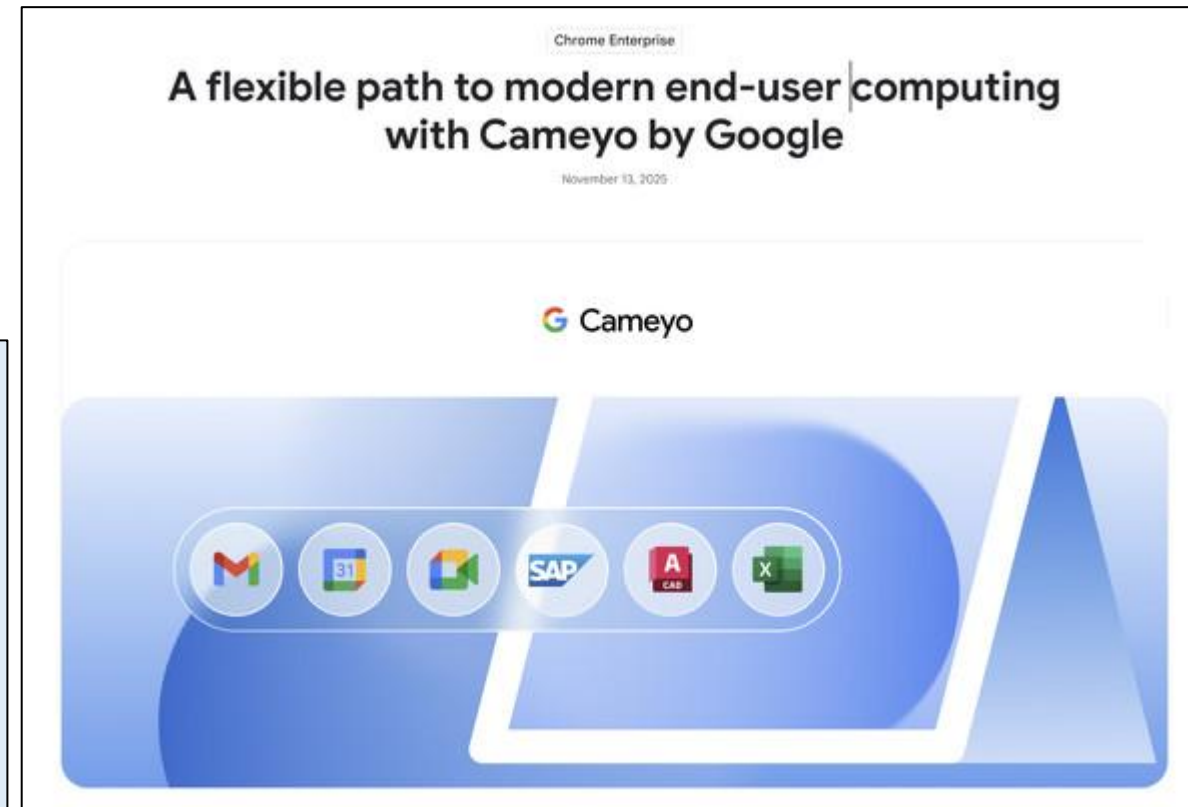 Chrome Enterprise
A flexible path to modern end-user computing
with Cameyo by Google
November 13, 2025
G Cameyo
31
SAP
A
CAD
X